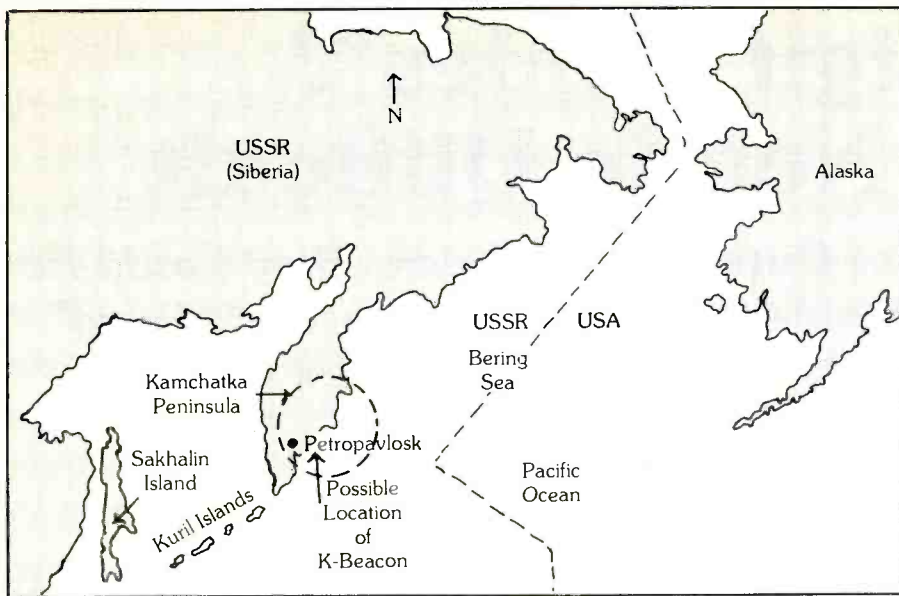 N
USSR
(Siberia)
Alaska
USSR
USA
Bering
Sea
Kamchatka
Peninsula
Petropavlosk
Sakhalin
Island
Possible
Location
of
K-Beacon
Pacific
Ocean
Kuril Islands